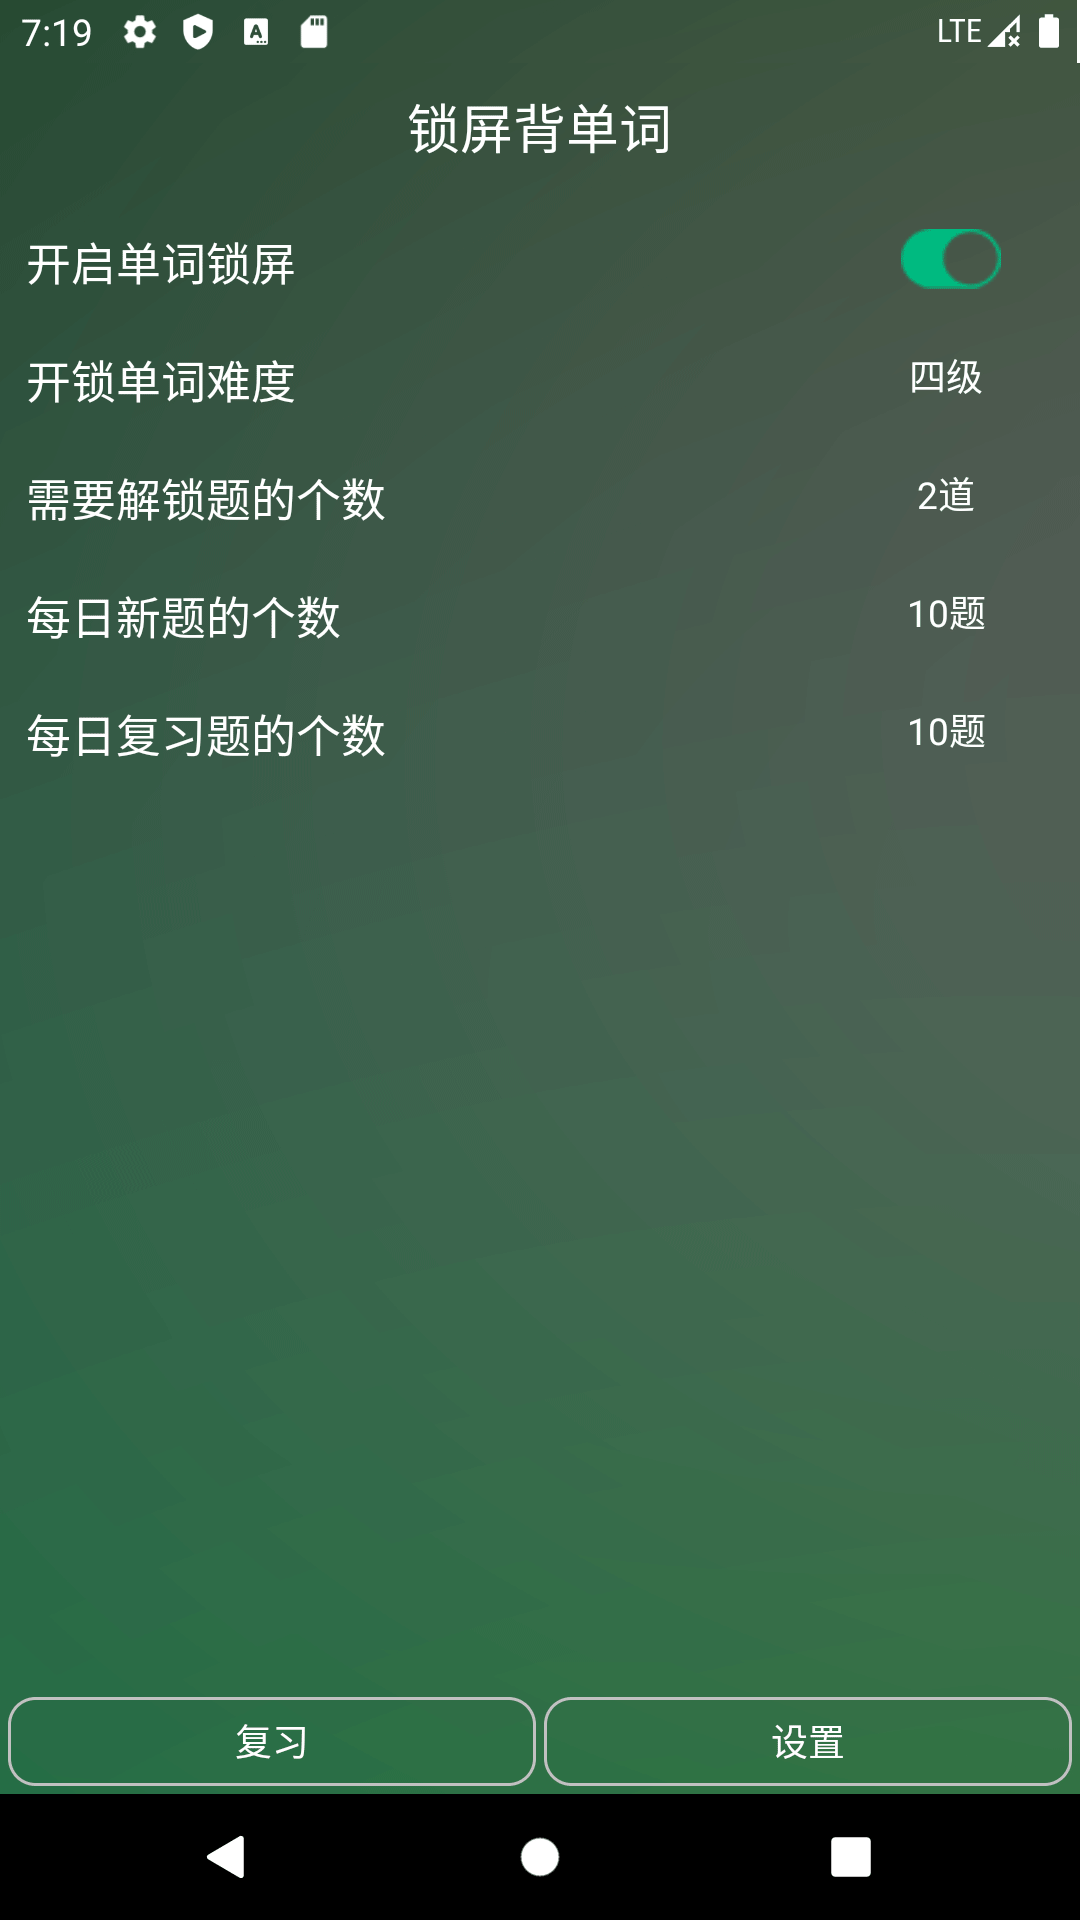 7:19 LTE
锁屏背单词
开启单词锁屏
开锁单词难度 四级
需要解锁题的个数 2道
每日新题的个数 10题
每日复习题的个数 10题
复习 设置